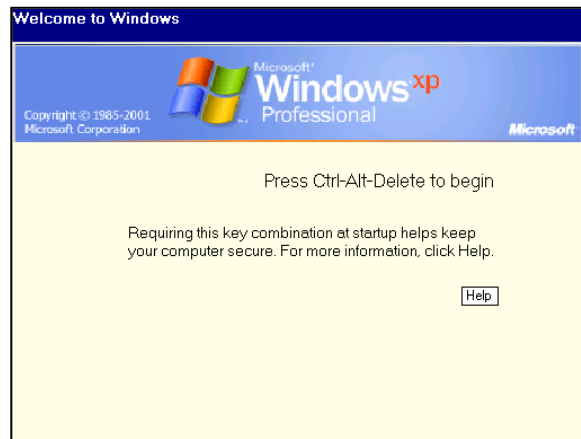 Welcome to Windows
Microsoft
Windows xp
Professional
Copyright © 1985-2001
Microsoft Corporation
Microsoft
Press Ctrl-Alt-Delete to begin
Requiring this key combination at startup helps keep
your computer secure. For more information, click Help.
Help